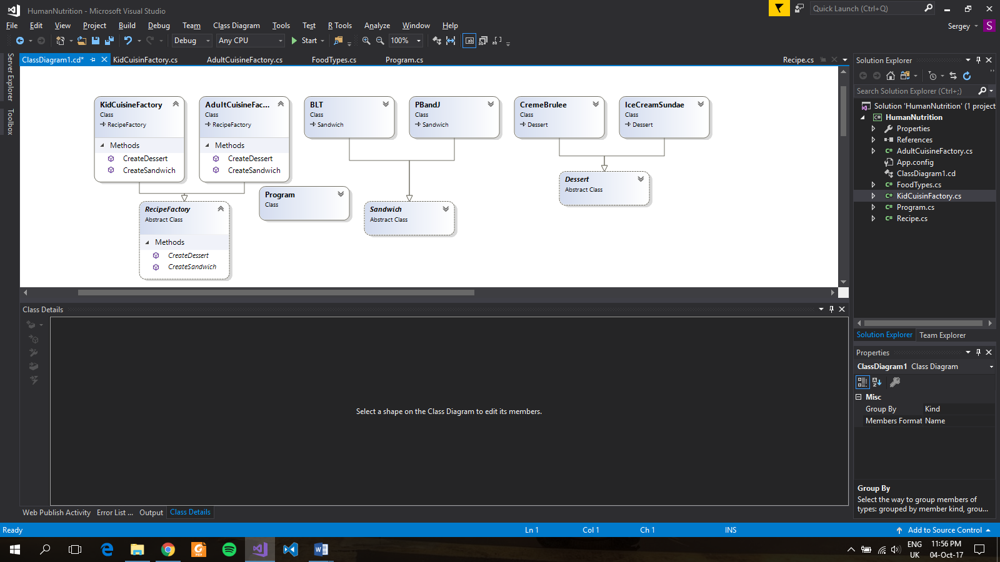 HumanNutrition - Microsoft Visual Studio
Quick Launch (Ctrl+Q)
File Edit View Project Build Debug Team Class Diagram Tools Test R Tools Analyze Window Help
Sergey S
Debug Any CPU Start 100%
Server Explorer
Toolbox
ClassDiagram1.cd* KidCuisinFactory.cs AdultCuisineFactory.cs FoodTypes.cs Program.cs Recipe.cs
KidCuisineFactory
Class
RecipeFactory
Methods
CreateDessert
CreateSandwich
AdultCuisineFac...
Class
RecipeFactory
Methods
CreateDessert
CreateSandwich
BLT
Class
Sandwich
PBandJ
Class
Sandwich
CremeBrulee
Class
Dessert
IceCreamSundae
Class
Dessert
RecipeFactory
Abstract Class
Methods
CreateDessert
CreateSandwich
Program
Class
Sandwich
Abstract Class
Dessert
Abstract Class
Class Details
Select a shape on the Class Diagram to edit its members.
Web Publish Activity Error List ... Output Class Details
Solution Explorer
Search Solution Explorer (Ctrl+;)
Solution 'HumanNutrition' (1 project
C# HumanNutrition
Properties
References
C# AdultCuisineFactory.cs
App.config
ClassDiagram1.cd
C# FoodTypes.cs
C# KidCuisinFactory.cs
C# Program.cs
C# Recipe.cs
Solution Explorer Team Explorer
Properties
ClassDiagram1 Class Diagram
Misc
Group By Kind
Members Format Name
Group By
Select the way to group members of
types: grouped by member kind, grou...
Ready Ln 1 Col 1 Ch 1 INS Add to Source Control
ENG
UK
11:56 PM
04-Oct-17